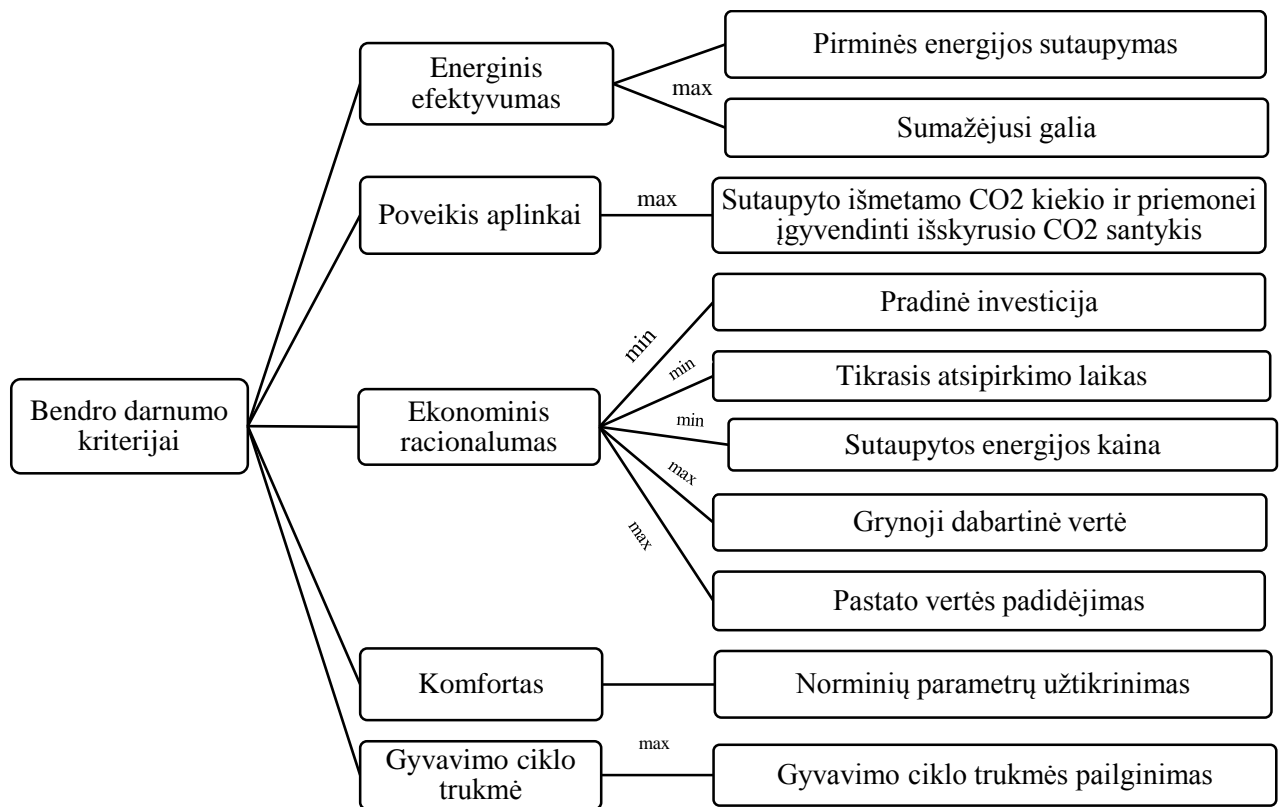 Bendro darnumo
kriterijai
Energinis
efektyvumas
max
Pirminės energijos sutaupymas
Sumažėjusi galia
Poveikis aplinkai
max
Sutaupyto išmetamo CO2 kiekio ir priemonei
įgyvendinti išskyrusio CO2 santykis
Ekonominis
racionalumas
min
Pradinė investicija
min
Tikrasis atsipirkimo laikas
min
Sutaupytos energijos kaina
max
Grynoji dabartinė vertė
max
Pastato vertės padidėjimas
Komfortas
Norminių parametrų užtikrinimas
Gyvavimo ciklo
trukmė
max
Gyvavimo ciklo trukmės pailginimas